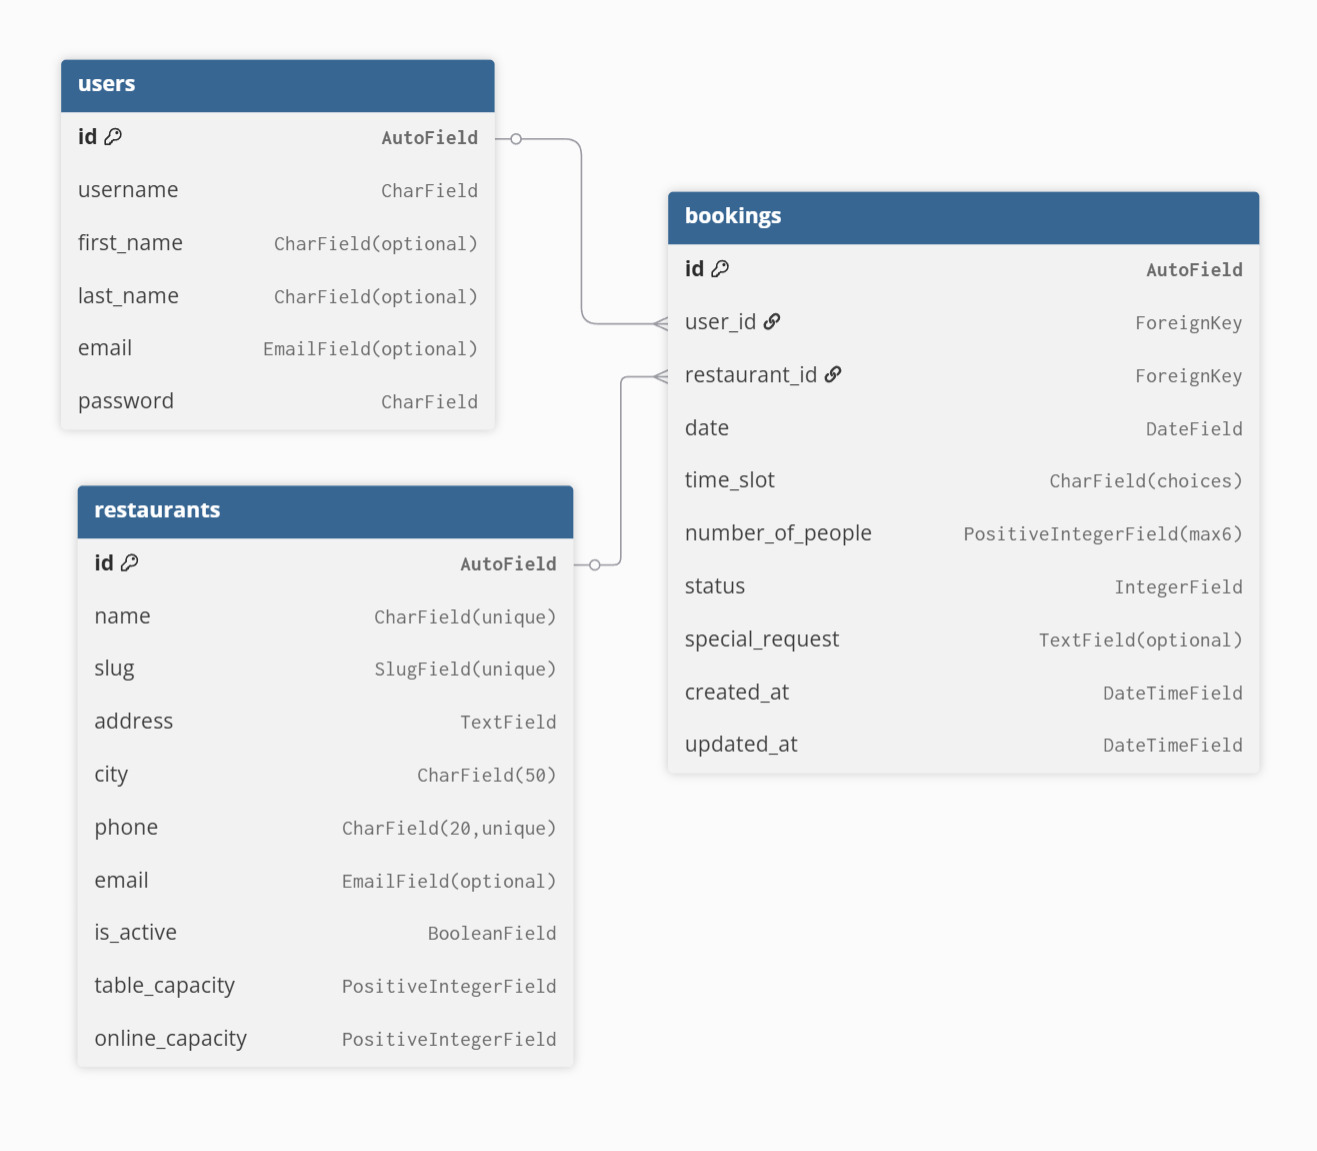 users
id AutoField
username CharField
first_name CharField(optional)
last_name CharField(optional)
email EmailField(optional)
password CharField
restaurants
id AutoField
name CharField(unique)
slug SlugField(unique)
address TextField
city CharField(50)
phone CharField(20,unique)
email EmailField(optional)
is_active BooleanField
table_capacity PositiveIntegerField
online_capacity PositiveIntegerField
bookings
id AutoField
user_id ForeignKey
restaurant_id ForeignKey
date DateField
time_slot CharField(choices)
number_of_people PositiveIntegerField(max6)
status IntegerField
special_request TextField(optional)
created_at DateTimeField
updated_at DateTimeField